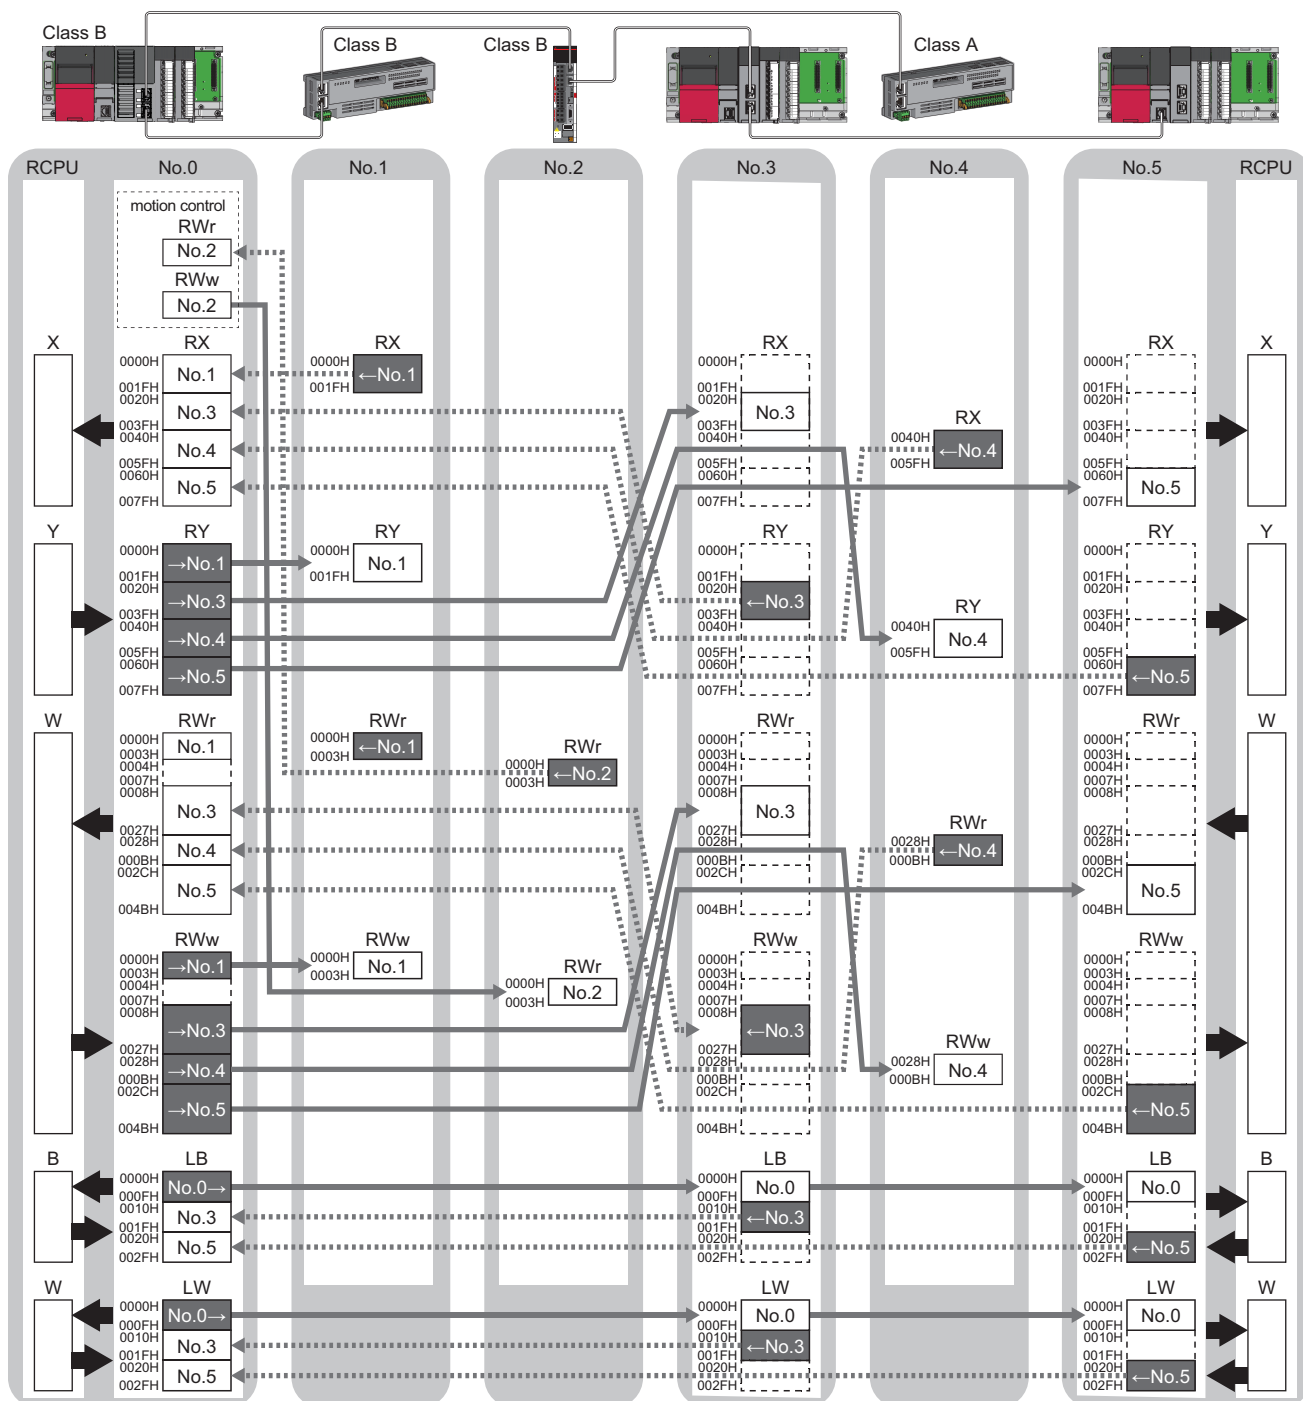 Class B
Class B
Class B
Class A
RCPU
No.0
No.1
No.2
No.3
No.4
No.5
RCPU
motion control
RWr
No.2
RWw
No.2
X
RX
0000H
No.1
001FH
0020H
No.3
003FH
0040H
No.4
005FH
0060H
No.5
007FH
RX
0000H
←No.1
001FH
RX
0000H
001FH
0020H
No.3
003FH
0040H
005FH
0060H
007FH
RX
0040H
←No.4
005FH
RX
0000H
001FH
0020H
003FH
0040H
005FH
0060H
No.5
007FH
X
Y
RY
0000H
→No.1
001FH
0020H
→No.3
003FH
0040H
→No.4
005FH
0060H
→No.5
007FH
RY
0000H
No.1
001FH
RY
0000H
001FH
0020H
←No.3
003FH
0040H
005FH
0060H
007FH
RY
0040H
No.4
005FH
RY
0000H
001FH
0020H
003FH
0040H
005FH
0060H
←No.5
007FH
Y
W
RWr
0000H
No.1
0003H
0004H
0007H
0008H
No.3
0027H
0028H
No.4
000BH
002CH
No.5
004BH
RWr
0000H
←No.1
0003H
RWr
0000H
←No.2
0003H
RWr
0000H
0003H
0004H
0007H
0008H
No.3
0027H
0028H
000BH
002CH
004BH
RWr
0028H
←No.4
000BH
RWr
0000H
0003H
0004H
0007H
0008H
0027H
0028H
000BH
002CH
No.5
004BH
W
RWw
0000H
→No.1
0003H
0004H
0007H
0008H
→No.3
0027H
0028H
→No.4
000BH
002CH
→No.5
004BH
RWw
0000H
No.1
0003H
RWr
0000H
No.2
0003H
RWw
0000H
0003H
0004H
0007H
0008H
←No.3
0027H
0028H
000BH
002CH
004BH
RWw
0028H
No.4
000BH
RWw
0000H
0003H
0004H
0007H
0008H
0027H
0028H
000BH
002CH
←No.5
004BH
B
LB
0000H
No.0→
000FH
0010H
No.3
001FH
0020H
No.5
002FH
LB
0000H
No.0
000FH
0010H
←No.3
001FH
0020H
002FH
LB
0000H
No.0
000FH
0010H
001FH
0020H
←No.5
002FH
B
W
LW
0000H
No.0→
000FH
0010H
No.3
001FH
0020H
No.5
002FH
LW
0000H
No.0
000FH
0010H
←No.3
001FH
0020H
002FH
LW
0000H
No.0
000FH
0010H
001FH
0020H
←No.5
002FH
W